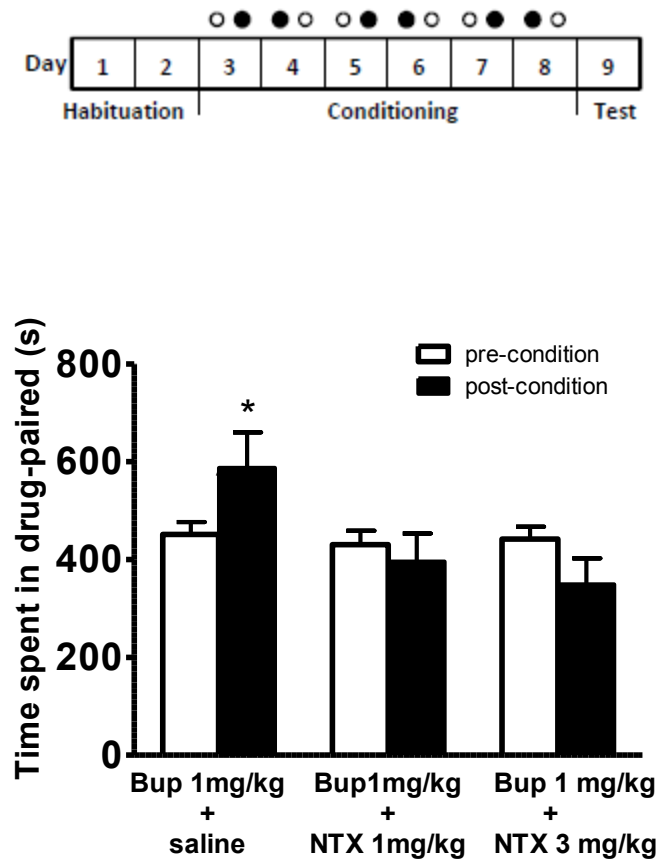 Day 1 2 3 4 5 6 7 8 9
Habituation Conditioning Test
Time spent in drug-paired (s)
800
600
400
200
0
pre-condition
post-condition
*
Bup 1mg/kg Bup1mg/kg Bup 1 mg/kg
+ + +
saline NTX 1mg/kg NTX 3 mg/kg